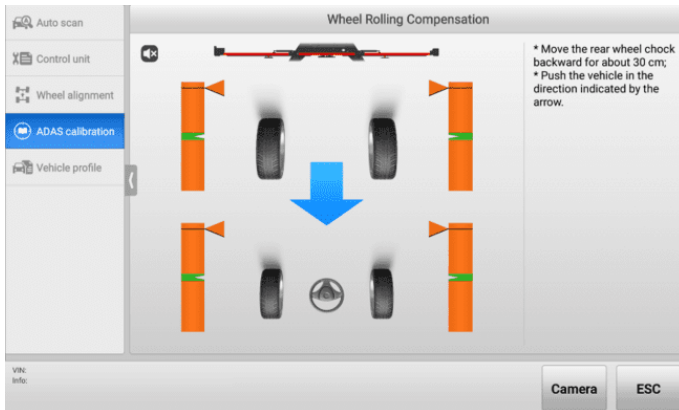 Auto scan
Control unit
Wheel alignment
ADAS calibration
Vehicle profile
Wheel Rolling Compensation
* Move the rear wheel chock
backward for about 30 cm;
* Push the vehicle in the
direction indicated by the
arrow.
VIN:
Info:
Camera
ESC